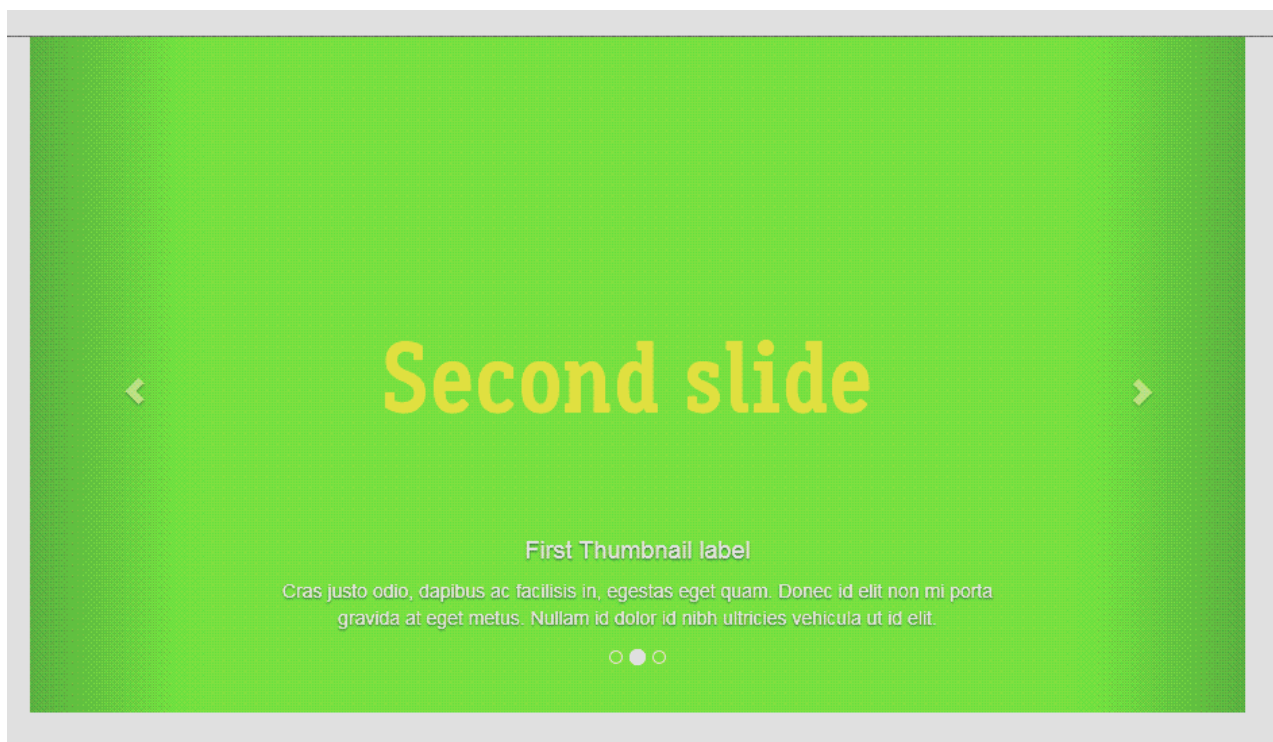 Second slide
First Thumbnail label
Cras justo odio, dapibus ac facilisis in, egestas eget quam. Donec id elit non mi porta
gravida at eget metus. Nullam id dolor id nibh ultricies vehicula ut id elit.